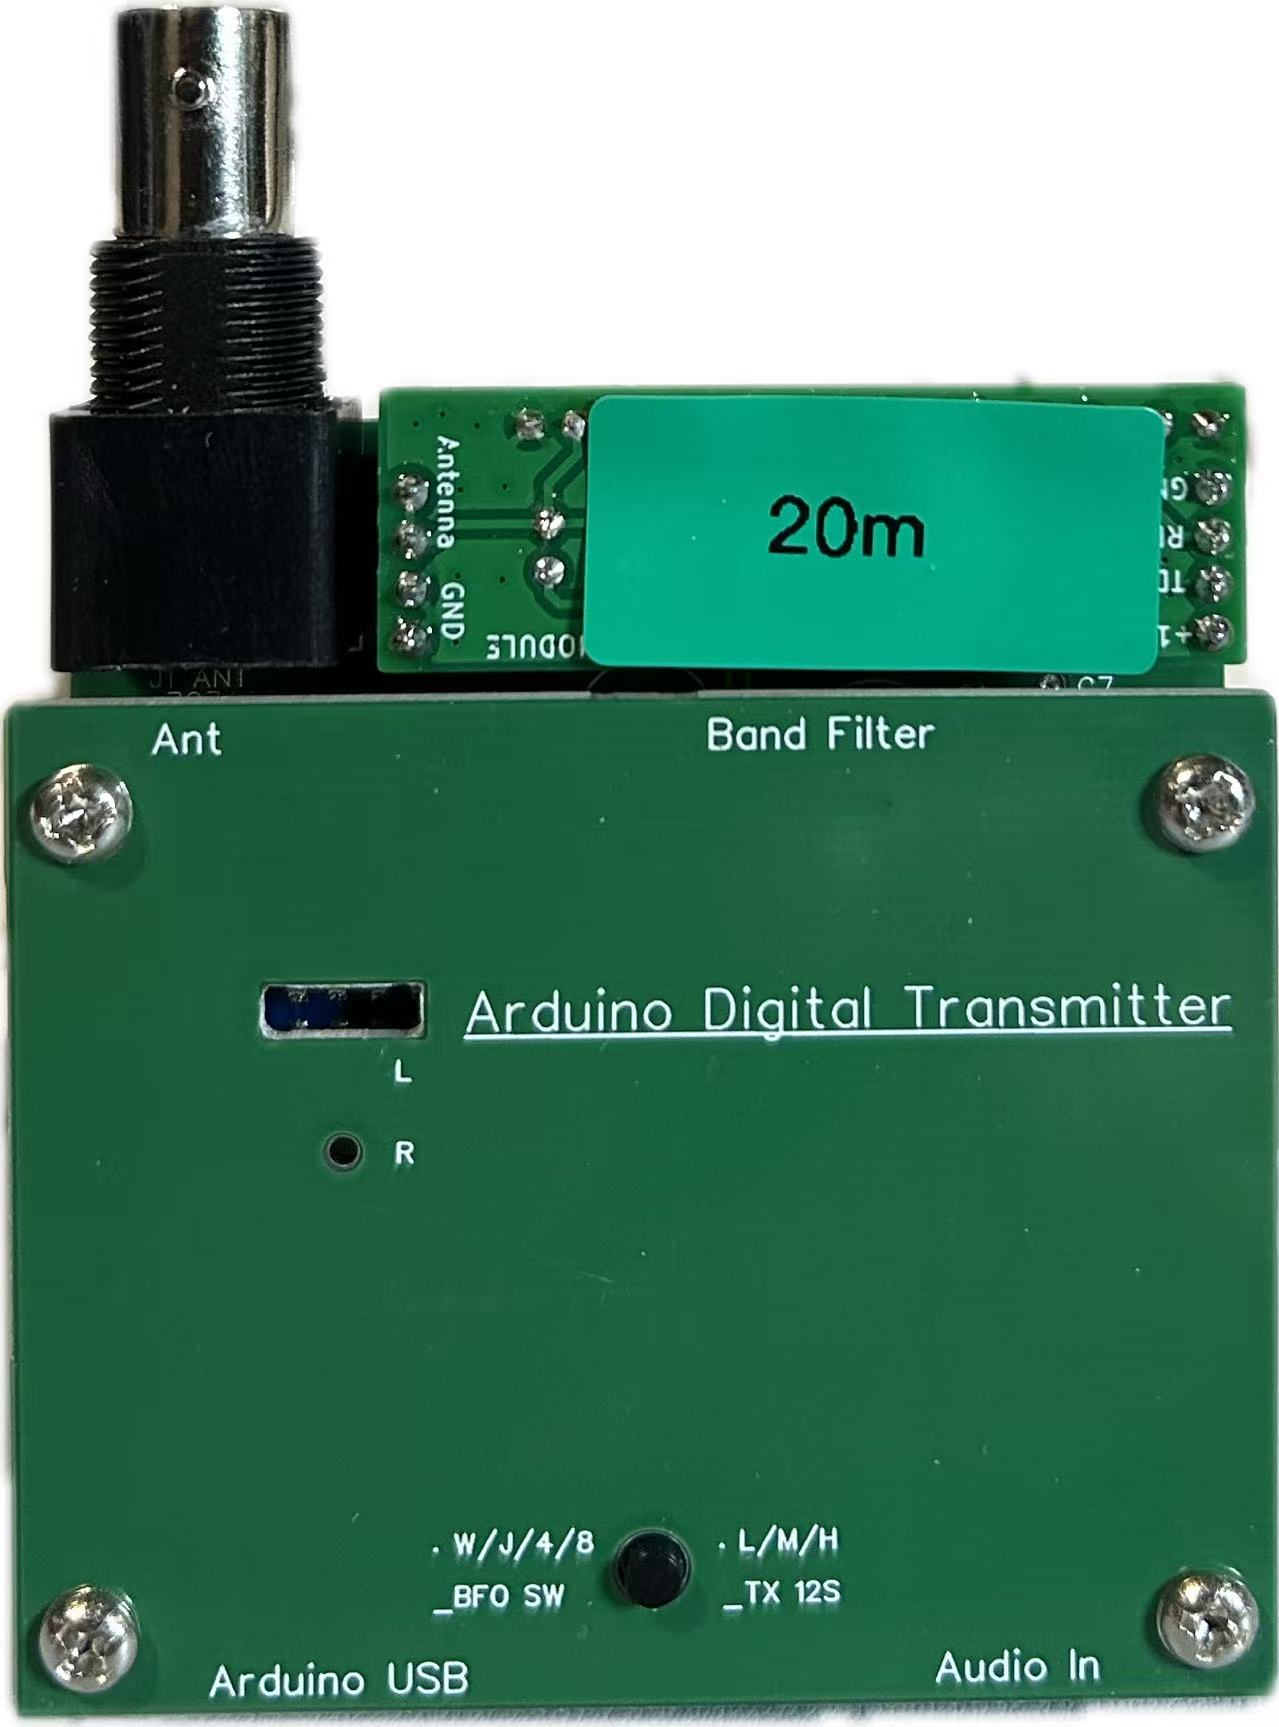 Antenna
GND
20m
J1 ANT
C7
Ant
Band Filter
Arduino Digital Transmitter
L
R
. W/J/4/8
_BFO SW
. L/M/H
_TX 12S
Arduino USB
Audio In